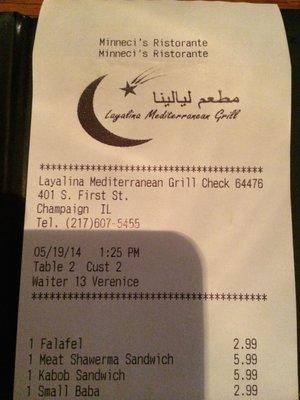 Minneci's Ristorante
Minneci's Ristorante
مطعم ليالينا
Layalina Mediterranean Grill
***************************************
Layalina Mediterranean Grill Check 64476
401 S. First St.
Champaign IL
Tel. (217)607-5455
05/19/14 1:25 PM
Table 2 Cust 2
Waiter 13 Verenice
***************************************
1 Falafel 2.99
1 Meat Shawerma Sandwich 5.99
1 Kabob Sandwich 5.99
1 Small Baba 2.99